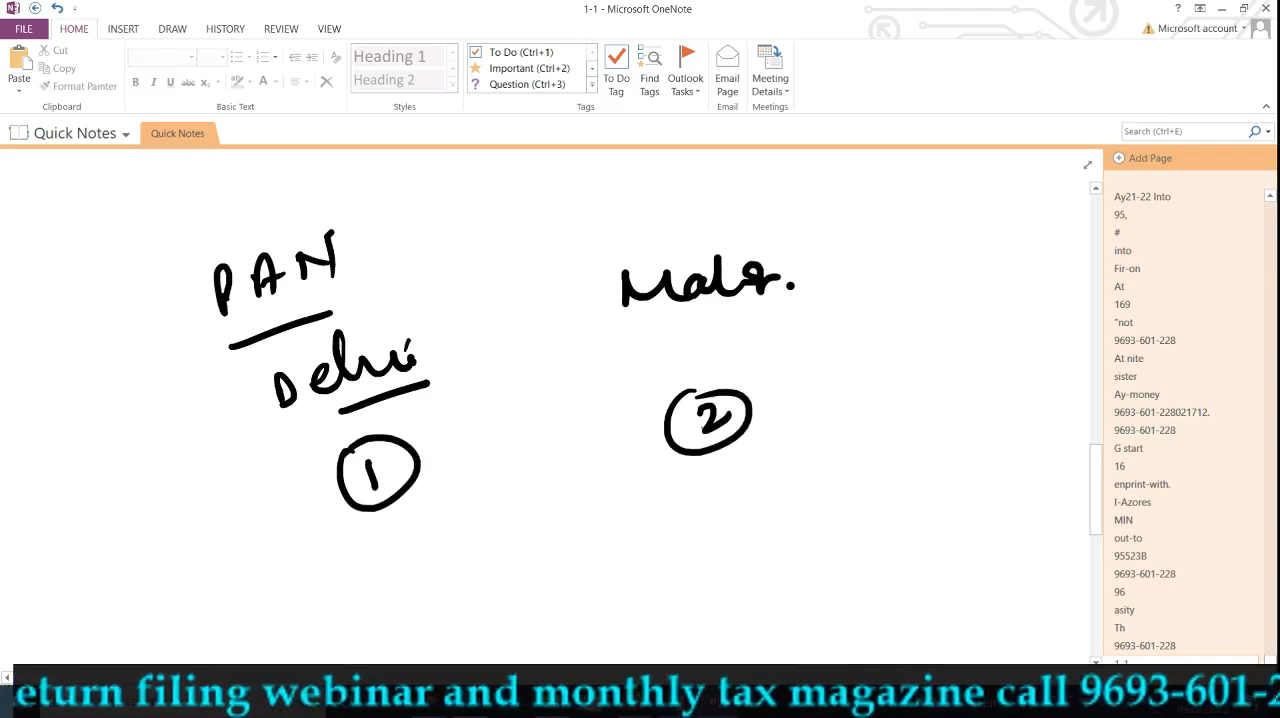 1-1 - Microsoft OneNote
?
FILE HOME INSERT DRAW HISTORY REVIEW VIEW
Microsoft account
Paste
Cut
Copy
Format Painter
Clipboard
B I U abc X₂ A
Basic Text
Heading 1
Heading 2
Styles
To Do (Ctrl+1)
Important (Ctrl+2)
? Question (Ctrl+3)
Tags
To Do Tag
Find Tags
Outlook Tasks
Email Page
Email
Meeting Details
Meetings
Quick Notes
Quick Notes
Search (Ctrl+E)
PAN
Delhi
1
2
Add Page
Ay21-22 Into
95,
#
into
Fir-on
At
169
"not
9693-601-228
At nite
sister
Ay-money
9693-601-228021712.
9693-601-228
G start
16
enprint-with.
I-Azores
MIN
out-to
95523B
9693-601-228
96
asity
Th
9693-601-228
1-1
eturn filing webinar and monthly tax magazine call 9693-601-2